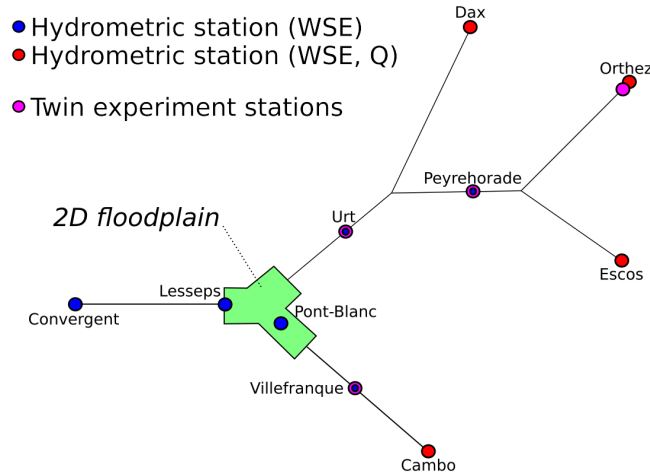 Hydrometric station (WSE)
Hydrometric station (WSE, Q)
Twin experiment stations
Dax
Orthez
Peyrehorade
Urt
2D floodplain
Escos
Lesseps
Pont-Blanc
Convergent
Villefranque
Cambo